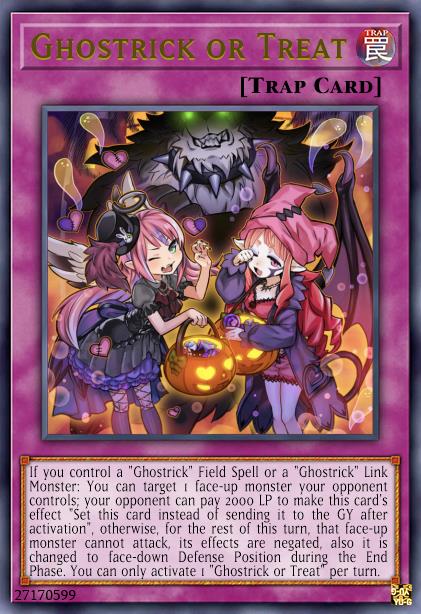 Ghostrick or Treat
TRAP
罠
[Trap Card]
If you control a "Ghostrick" Field Spell or a "Ghostrick" Link
Monster: You can target 1 face-up monster your opponent
controls; your opponent can pay 2000 LP to make this card's
effect "Set this card instead of sending it to the GY after
activation", otherwise, for the rest of this turn, that face-up
monster cannot attack, its effects are negated, also it is
changed to face-down Defense Position during the End
Phase. You can only activate 1 "Ghostrick or Treat" per turn.
27170599